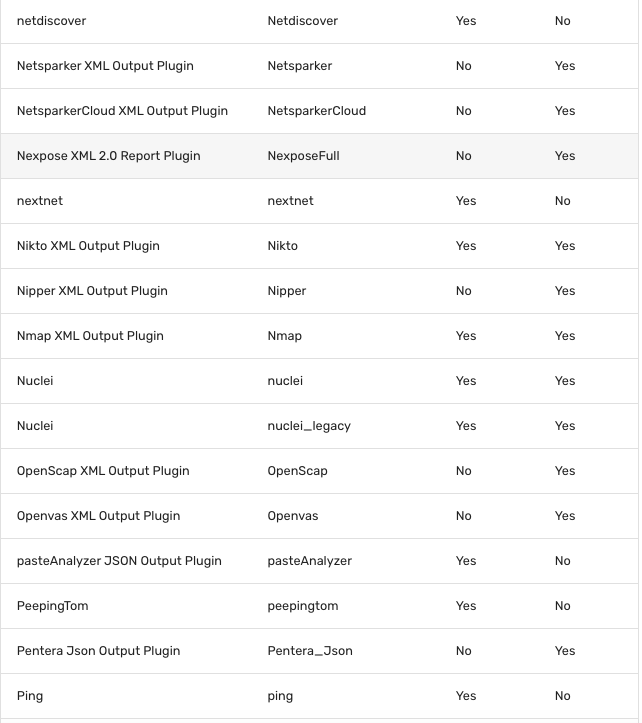 netdiscover Netdiscover Yes No
Netsparker XML Output Plugin Netsparker No Yes
NetsparkerCloud XML Output Plugin NetsparkerCloud No Yes
Nexpose XML 2.0 Report Plugin NexposeFull No Yes
nextnet nextnet Yes No
Nikto XML Output Plugin Nikto Yes Yes
Nipper XML Output Plugin Nipper No Yes
Nmap XML Output Plugin Nmap Yes Yes
Nuclei nuclei Yes Yes
Nuclei nuclei_legacy Yes Yes
OpenScap XML Output Plugin OpenScap No Yes
Openvas XML Output Plugin Openvas No Yes
pasteAnalyzer JSON Output Plugin pasteAnalyzer Yes No
PeepingTom peepingtom Yes No
Pentera Json Output Plugin Pentera_Json No Yes
Ping ping Yes No